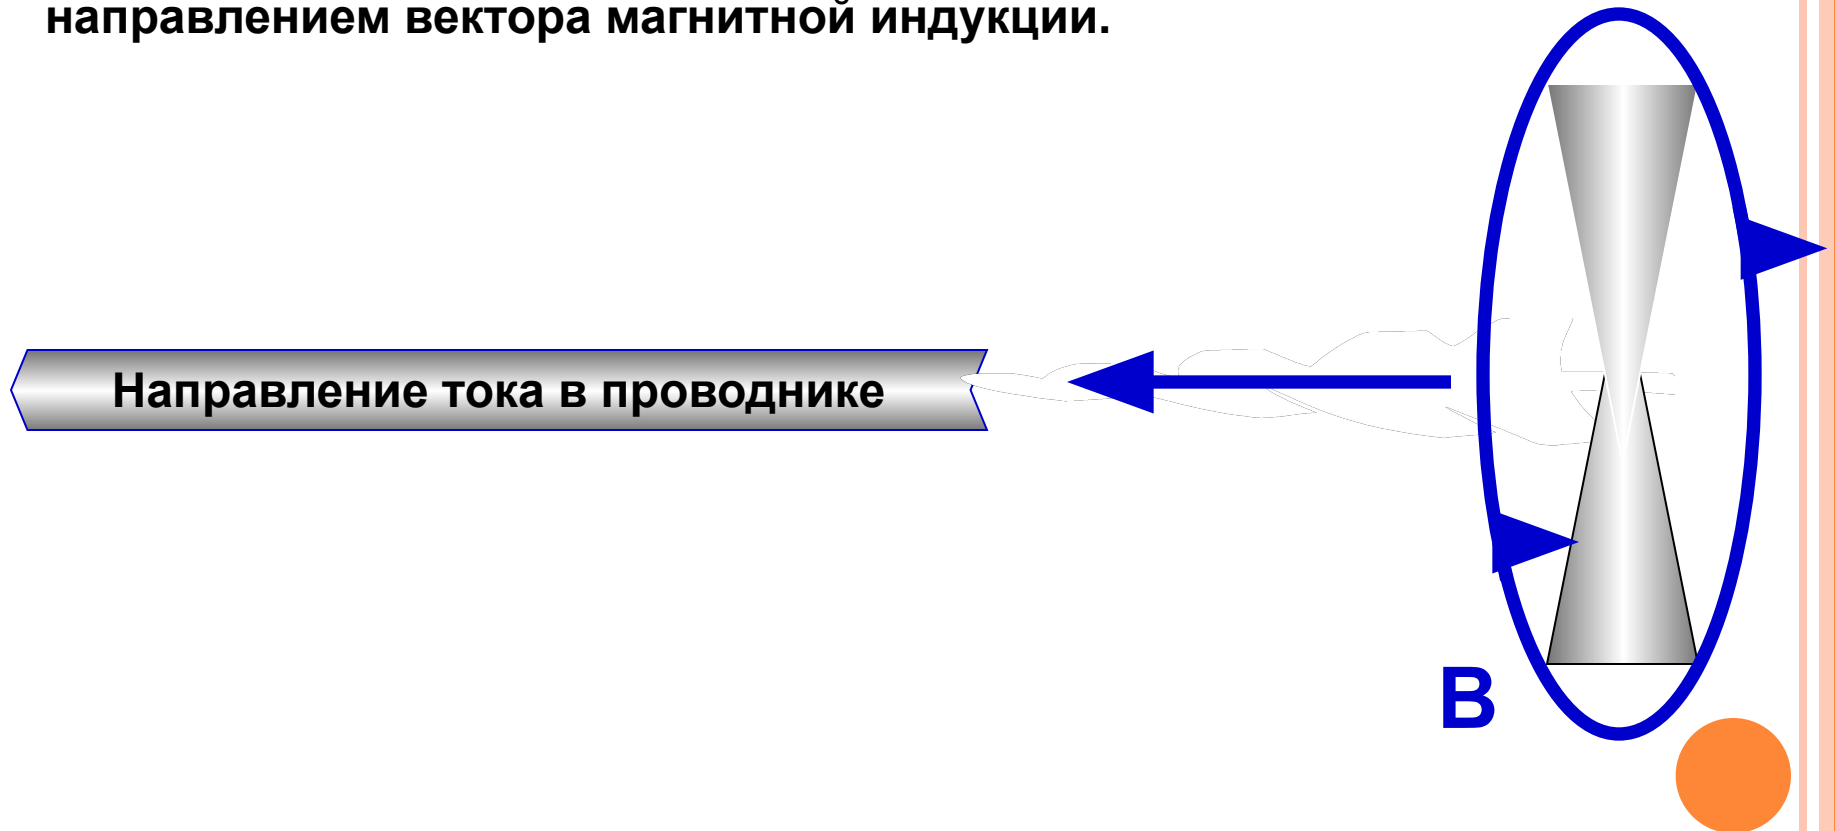 направлением вектора магнитной индукции.
Направление тока в проводнике
В